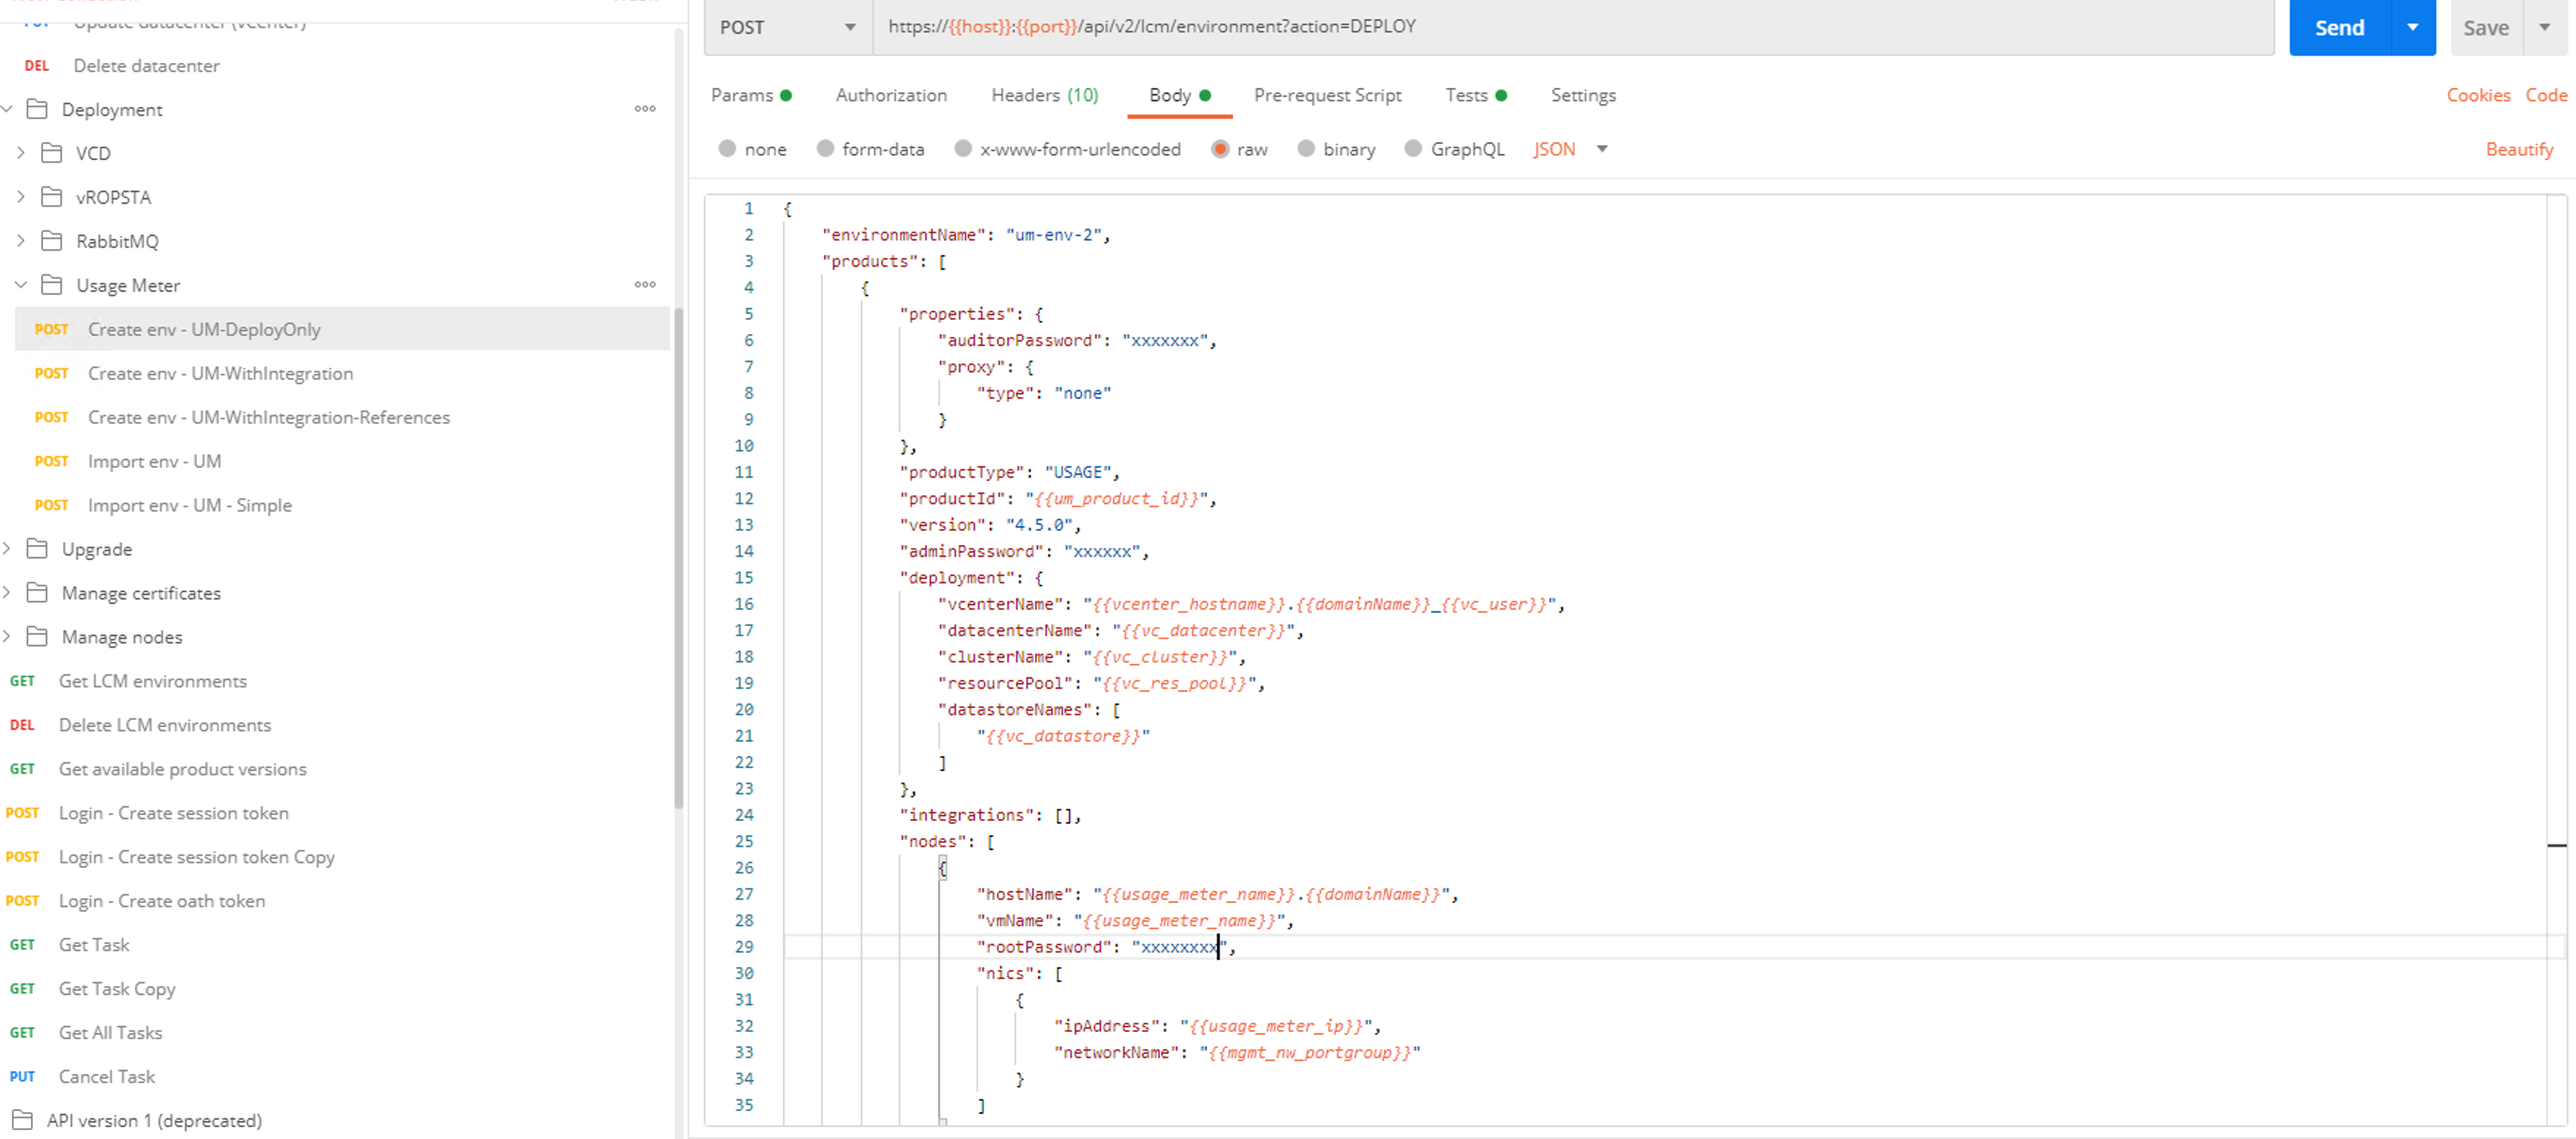 Update datacenter (vCenter)
DEL Delete datacenter
Deployment
VCD
vROPSTA
RabbitMQ
Usage Meter
POST Create env - UM-DeployOnly
POST Create env - UM-WithIntegration
POST Create env - UM-WithIntegration-References
POST Import env - UM
POST Import env - UM - Simple
Upgrade
Manage certificates
Manage nodes
GET Get LCM environments
DEL Delete LCM environments
GET Get available product versions
POST Login - Create session token
POST Login - Create session token Copy
POST Login - Create oath token
GET Get Task
GET Get Task Copy
GET Get All Tasks
PUT Cancel Task
API version 1 (deprecated)
POST https://{{host}}:{{port}}/api/v2/lcm/environment?action=DEPLOY Send Save
Params Authorization Headers (10) Body Pre-request Script Tests Settings Cookies Code
none form-data x-www-form-urlencoded raw binary GraphQL JSON Beautify
1 {
2 "environmentName": "um-env-2",
3 "products": [
4 {
5 "properties": {
6 "auditorPassword": "xxxxxxx",
7 "proxy": {
8 "type": "none"
9 }
10 },
11 "productType": "USAGE",
12 "productId": "{{um_product_id}}",
13 "version": "4.5.0",
14 "adminPassword": "xxxxxx",
15 "deployment": {
16 "vcenterName": "{{vcenter_hostname}}.{{domainName}}_{{vc_user}}",
17 "datacenterName": "{{vc_datacenter}}",
18 "clusterName": "{{vc_cluster}}",
19 "resourcePool": "{{vc_res_pool}}",
20 "datastoreNames": [
21 "{{vc_datastore}}"
22 ]
23 },
24 "integrations": [],
25 "nodes": [
26 {
27 "hostName": "{{usage_meter_name}}.{{domainName}}",
28 "vmName": "{{usage_meter_name}}",
29 "rootPassword": "xxxxxxxx",
30 "nics": [
31 {
32 "ipAddress": "{{usage_meter_ip}}",
33 "networkName": "{{mgmt_nw_portgroup}}"
34 }
35 ]